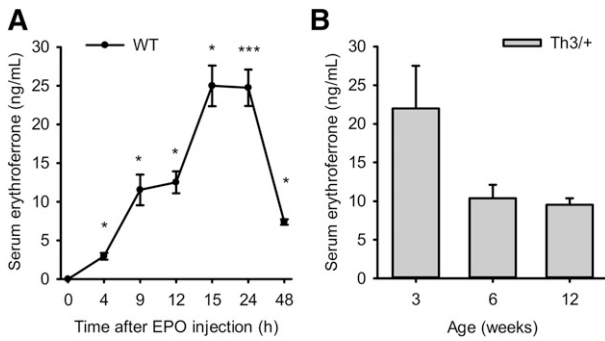 A
WT
Serum erythroferrone (ng/mL)
30
25
20
15
10
5
0
*
*
*
*
***
*
0 4 9 12 15 24 48
Time after EPO injection (h)
B
Th3/+
Serum erythroferrone (ng/mL)
30
25
20
15
10
5
0
3 6 12
Age (weeks)